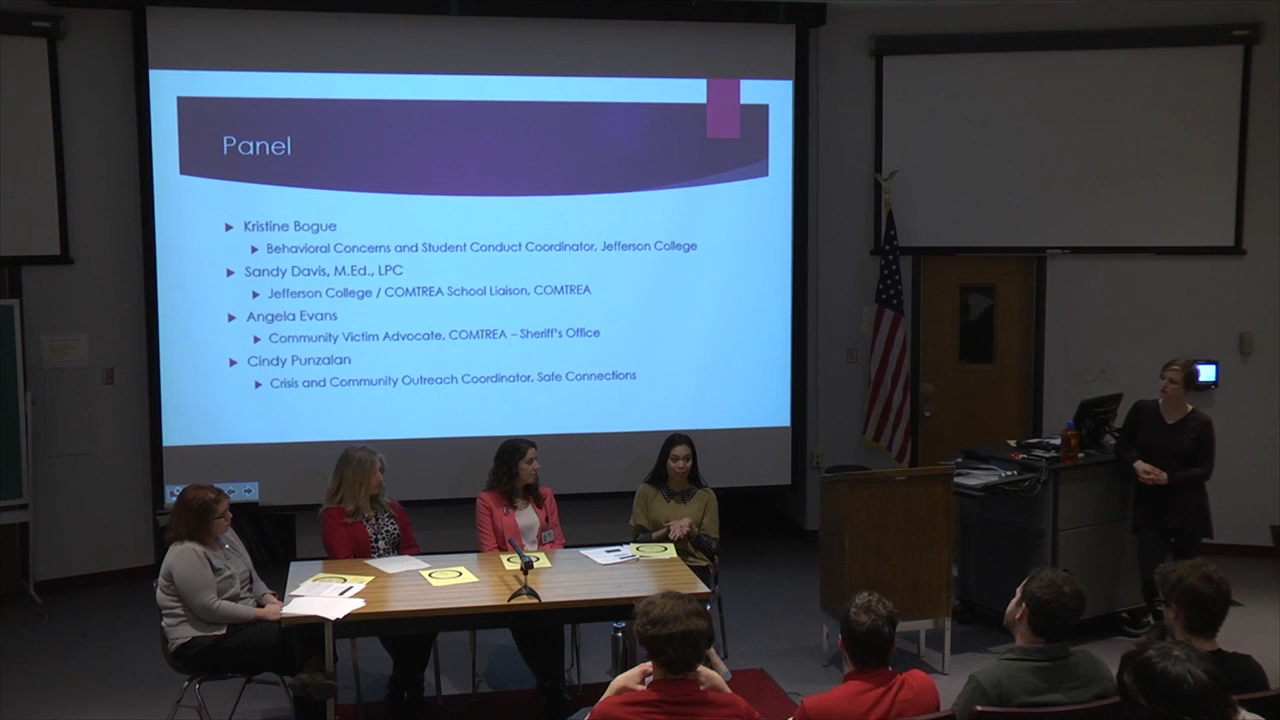 Panel
Kristine Bogue
Behavioral Concerns and Student Conduct Coordinator, Jefferson College
Sandy Davis, M.Ed., LPC
Jefferson College / COMTREA School Liaison, COMTREA
Angela Evans
Community Victim Advocate, COMTREA – Sheriff's Office
Cindy Punzalan
Crisis and Community Outreach Coordinator, Safe Connections